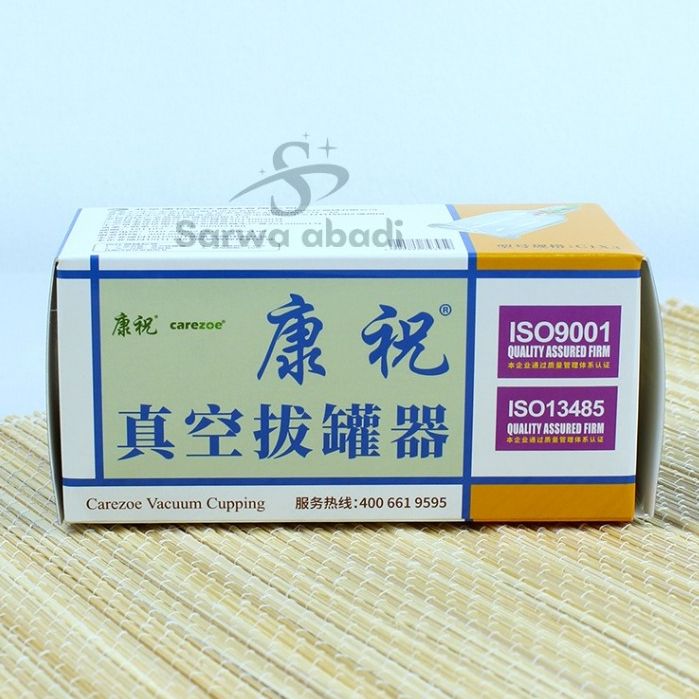 Sarwa abadi
康祝® carezoe®
康祝®
真空拔罐器
Carezoe Vacuum Cupping
服务热线:400 661 9595
ISO9001
QUALITY ASSURED FIRM
本企业通过质量管理体系认证
ISO13485
QUALITY ASSURED FIRM
本企业通过质量管理体系认证